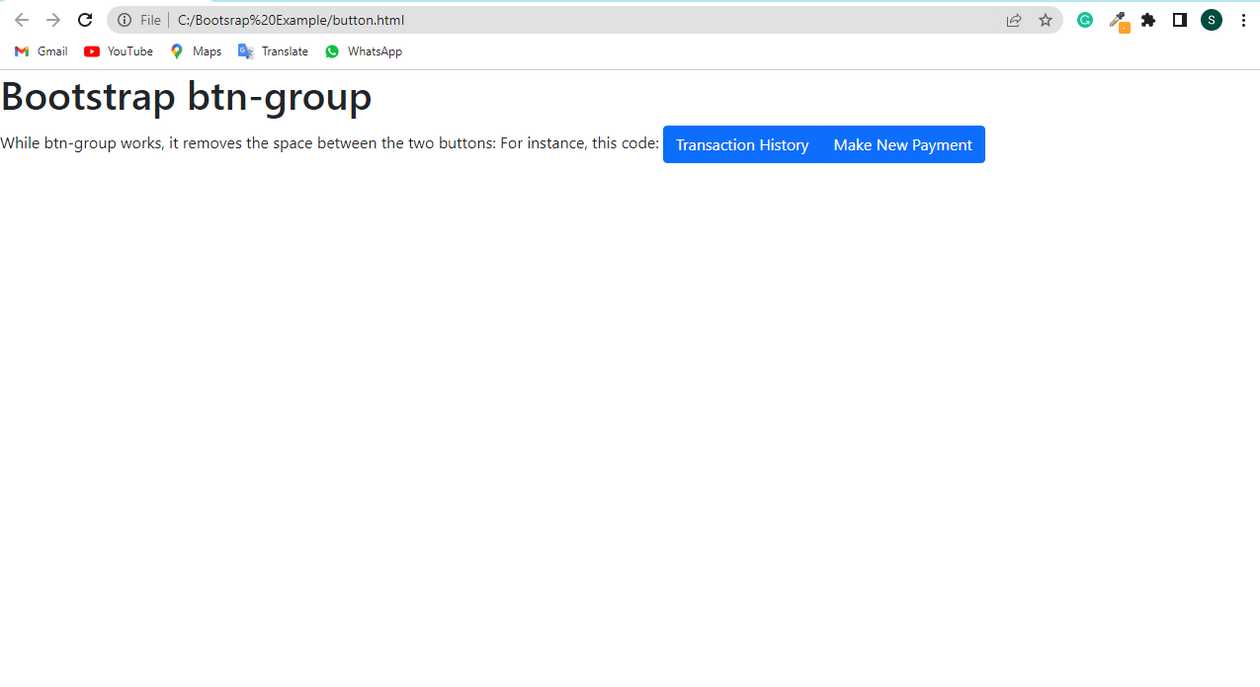 File C:/Bootsrap%20Example/button.html S
Gmail YouTube Maps Translate WhatsApp
Bootstrap btn-group
While btn-group works, it removes the space between the two buttons: For instance, this code: Transaction History Make New Payment